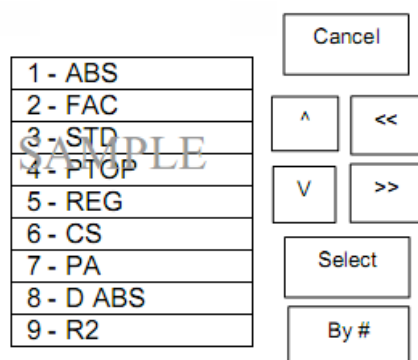 Cancel
1 - ABS
2 - FAC
3 - STD
SAMPLE
4 - PTOP
5 - REG
6 - CS
7 - PA
8 - D ABS
9 - R2
^
<<
V
>>
Select
By #